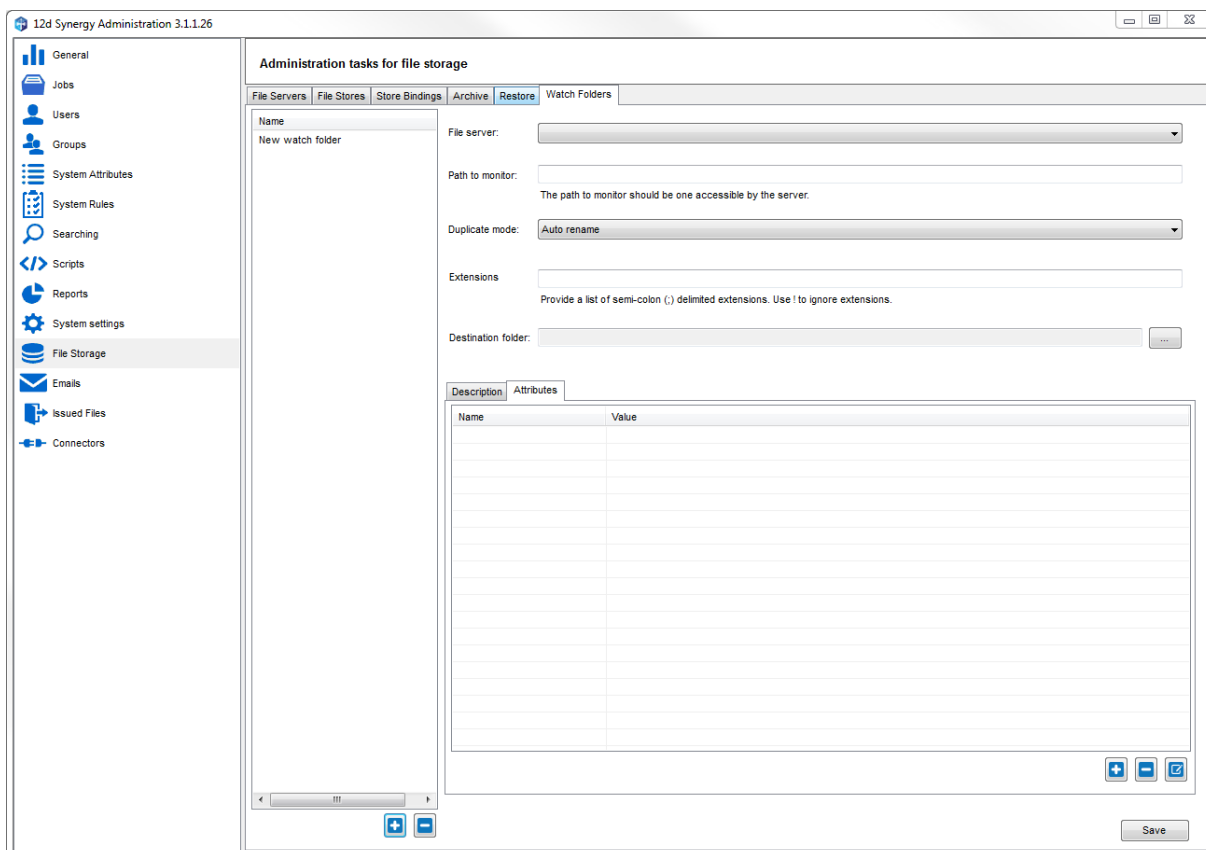 12d Synergy Administration 3.1.1.26
General
Jobs
Users
Groups
System Attributes
System Rules
Searching
Scripts
Reports
System settings
File Storage
Emails
Issued Files
Connectors
Administration tasks for file storage
File Servers File Stores Store Bindings Archive Restore Watch Folders
Name
New watch folder
File server:
Path to monitor:
The path to monitor should be one accessible by the server.
Duplicate mode: Auto rename
Extensions
Provide a list of semi-colon (;) delimited extensions. Use ! to ignore extensions.
Destination folder: ...
Description Attributes
Name Value
Save